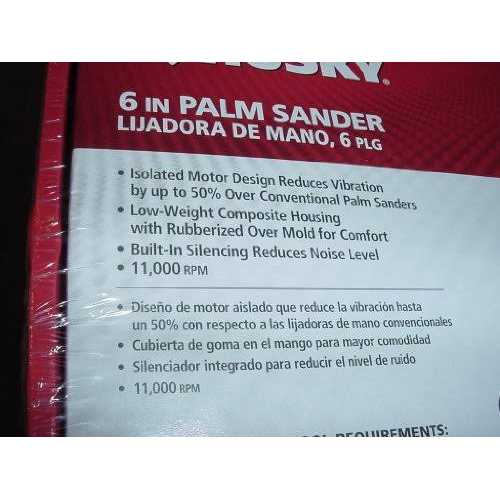 HUSKY®
6 IN PALM SANDER
LIJADORA DE MANO, 6 PLG
• Isolated Motor Design Reduces Vibration
by up to 50% Over Conventional Palm Sanders
• Low-Weight Composite Housing
with Rubberized Over Mold for Comfort
• Built-In Silencing Reduces Noise Level
• 11,000 RPM
• Diseño de motor aislado que reduce la vibración hasta
un 50% con respecto a las lijadoras de mano convencionales
• Cubierta de goma en el mango para mayor comodidad
• Silenciador integrado para reducir el nivel de ruido
• 11,000 RPM
REQUIREMENTS: